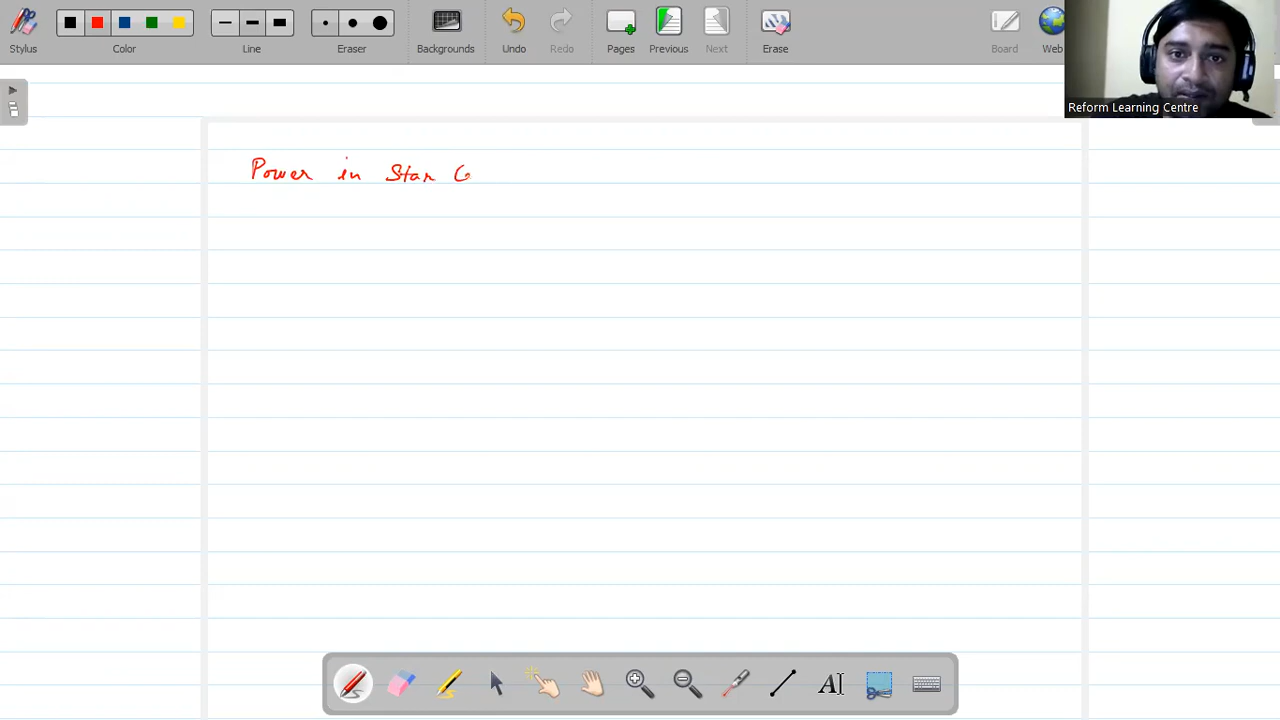 Stylus
Color
Line
Eraser
Backgrounds
Undo
Redo
Pages
Previous
Next
Erase
Board
Web
Reform Learning Centre
Power in Star C